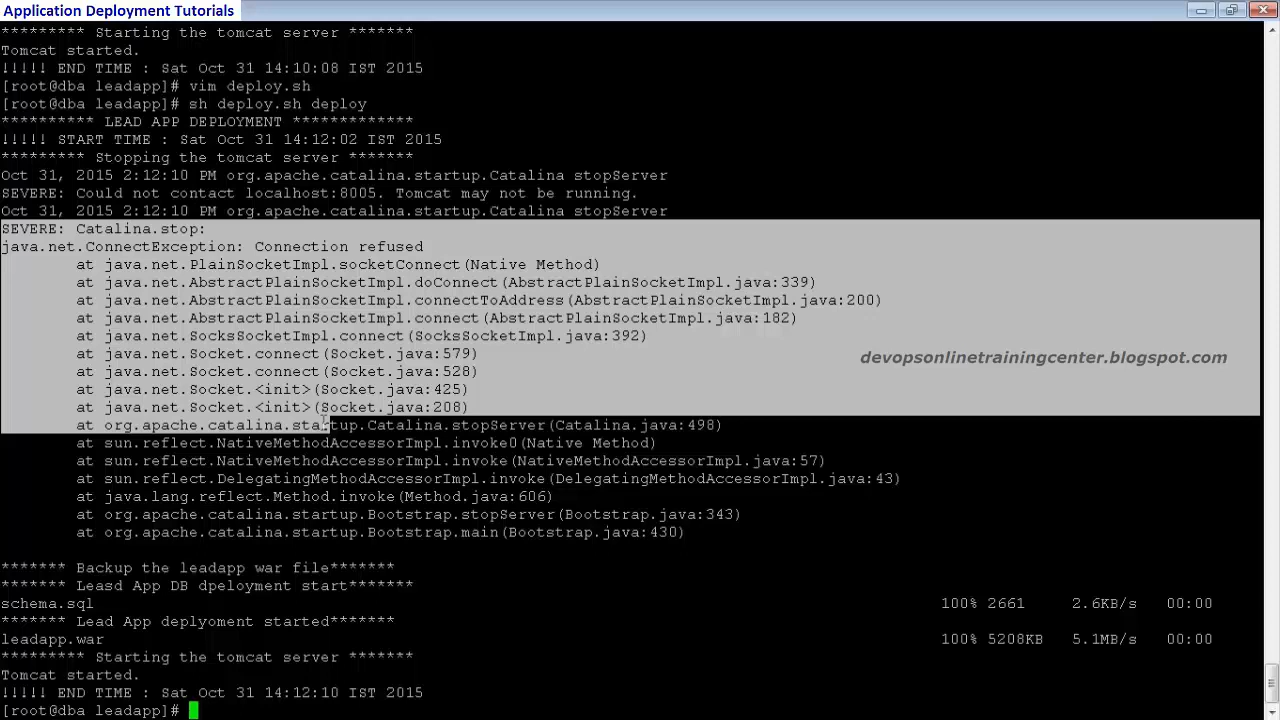 Application Deployment Tutorials
********* Starting the tomcat server *******
Tomcat started.
!!!!! END TIME : Sat Oct 31 14:10:08 IST 2015
[root@dba leadapp]# vim deploy.sh
[root@dba leadapp]# sh deploy.sh deploy
********** LEAD APP DEPLOYMENT *************
!!!!! START TIME : Sat Oct 31 14:12:02 IST 2015
********* Stopping the tomcat server *******
Oct 31, 2015 2:12:10 PM org.apache.catalina.startup.Catalina stopServer
SEVERE: Could not contact localhost:8005. Tomcat may not be running.
Oct 31, 2015 2:12:10 PM org.apache.catalina.startup.Catalina stopServer
SEVERE: Catalina.stop:
java.net.ConnectException: Connection refused
at java.net.PlainSocketImpl.socketConnect(Native Method)
at java.net.AbstractPlainSocketImpl.doConnect(AbstractPlainSocketImpl.java:339)
at java.net.AbstractPlainSocketImpl.connectToAddress(AbstractPlainSocketImpl.java:200)
at java.net.AbstractPlainSocketImpl.connect(AbstractPlainSocketImpl.java:182)
at java.net.SocksSocketImpl.connect(SocksSocketImpl.java:392)
at java.net.Socket.connect(Socket.java:579)
devopsonlinetrainingcenter.blogspot.com
at java.net.Socket.connect(Socket.java:528)
at java.net.Socket.<init>(Socket.java:425)
at java.net.Socket.<init>(Socket.java:208)
at org.apache.catalina.startup.Catalina.stopServer(Catalina.java:498)
at sun.reflect.NativeMethodAccessorImpl.invoke0(Native Method)
at sun.reflect.NativeMethodAccessorImpl.invoke(NativeMethodAccessorImpl.java:57)
at sun.reflect.DelegatingMethodAccessorImpl.invoke(DelegatingMethodAccessorImpl.java:43)
at java.lang.reflect.Method.invoke(Method.java:606)
at org.apache.catalina.startup.Bootstrap.stopServer(Bootstrap.java:343)
at org.apache.catalina.startup.Bootstrap.main(Bootstrap.java:430)
******* Backup the leadapp war file*******
******* Leasd App DB dpeloyment start*******
schema.sql 100% 2661 2.6KB/s 00:00
******* Lead App deplyoment started*******
leadapp.war 100% 5208KB 5.1MB/s 00:00
********* Starting the tomcat server *******
Tomcat started.
!!!!! END TIME : Sat Oct 31 14:12:10 IST 2015
[root@dba leadapp]#